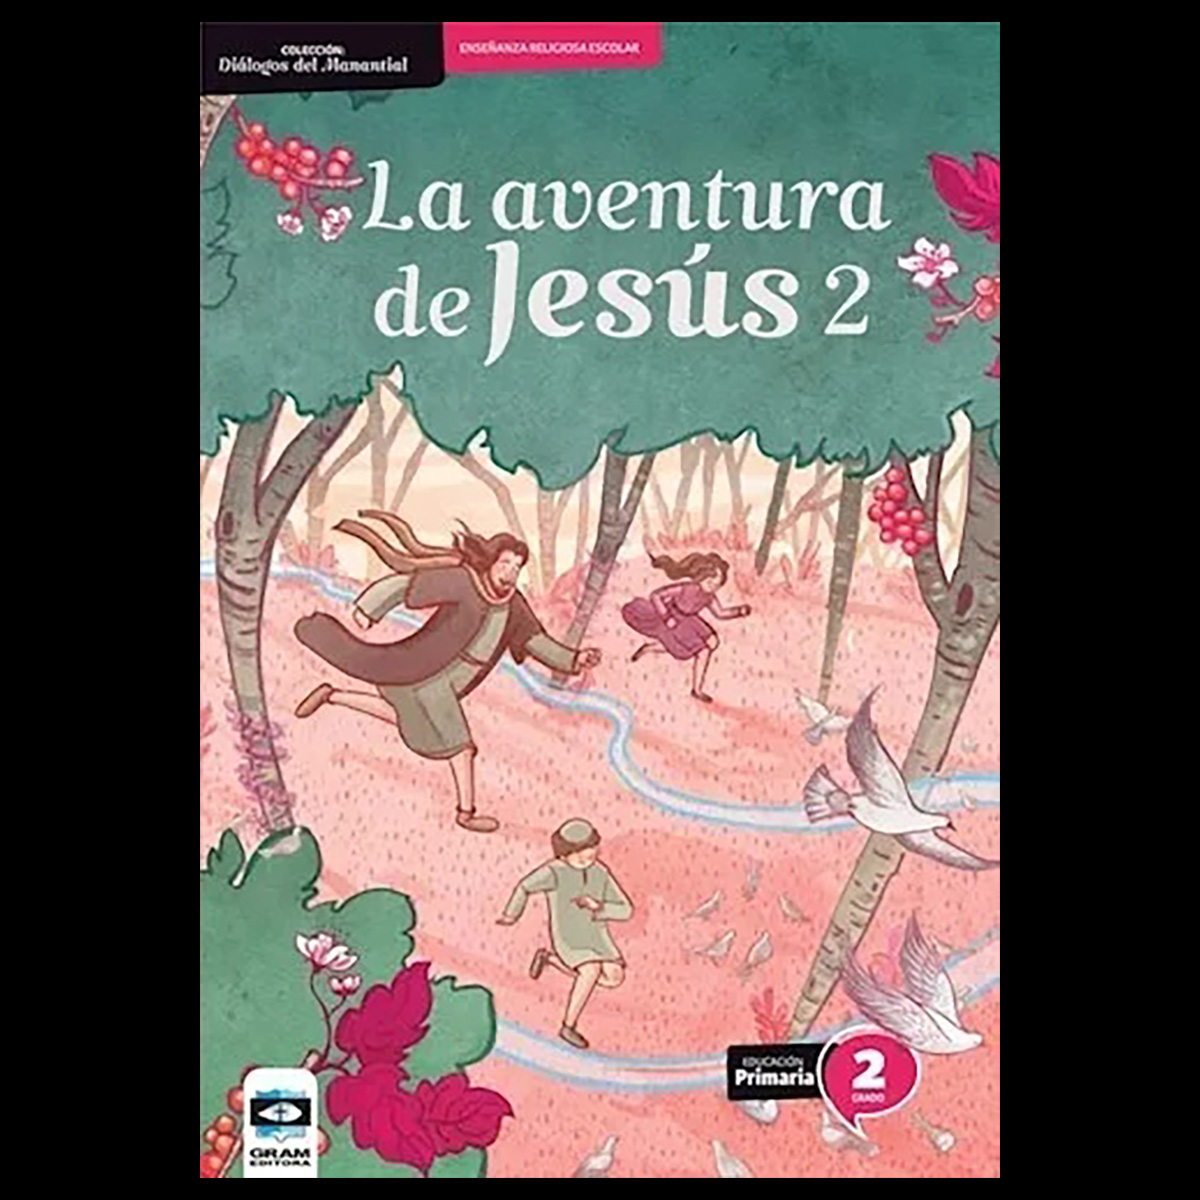 COLECCIÓN:
Diálogos del Manantial
ENSEÑANZA RELIGIOSA ESCOLAR
La aventura
de Jesús 2
EDUCACIÓN
Primaria
2
GRADO
GRAM
EDITORA